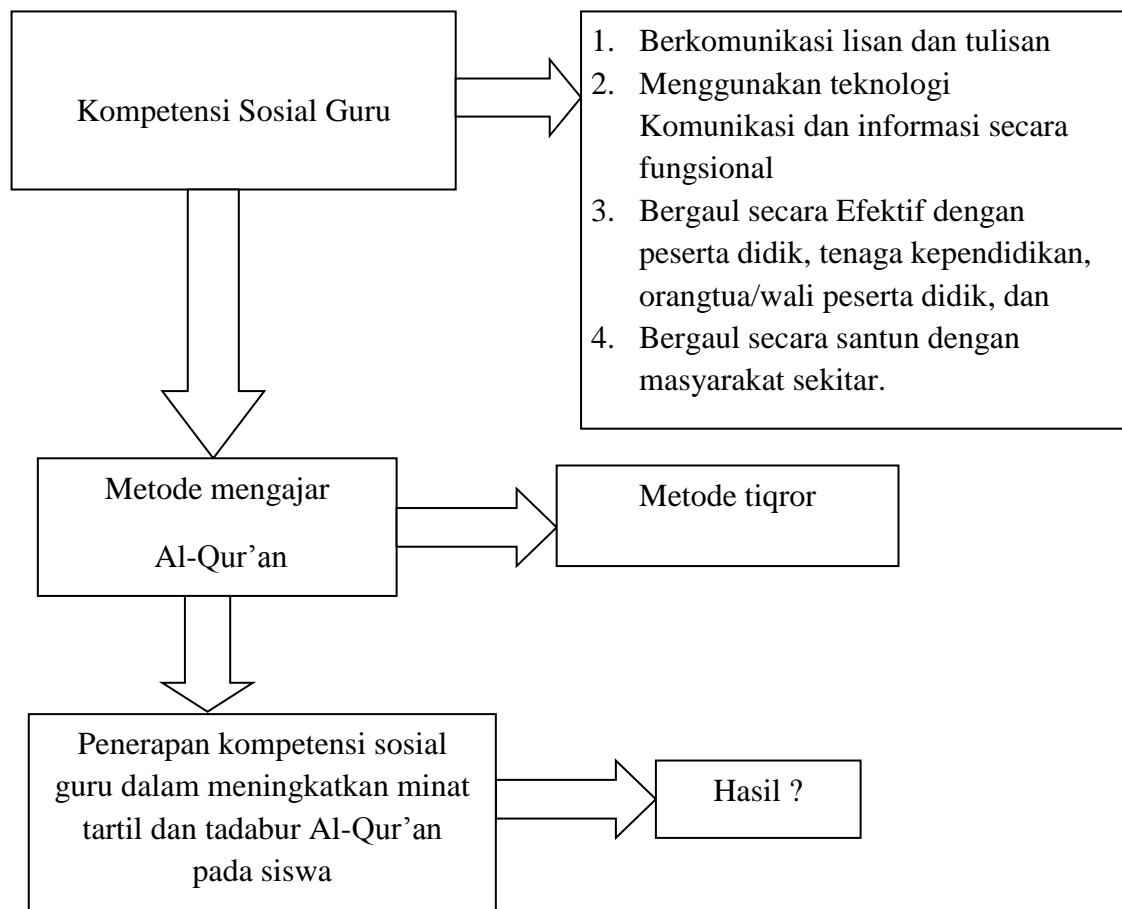 Kompetensi Sosial Guru
1. Berkomunikasi lisan dan tulisan
2. Menggunakan teknologi
Komunikasi dan informasi secara
fungsional
3. Bergaul secara Efektif dengan
peserta didik, tenaga kependidikan,
orangtua/wali peserta didik, dan
4. Bergaul secara santun dengan
masyarakat sekitar.
Metode mengajar
Al-Qur’an
Metode tiqror
Penerapan kompetensi sosial
guru dalam meningkatkan minat
tartil dan tadabur Al-Qur’an
pada siswa
Hasil ?